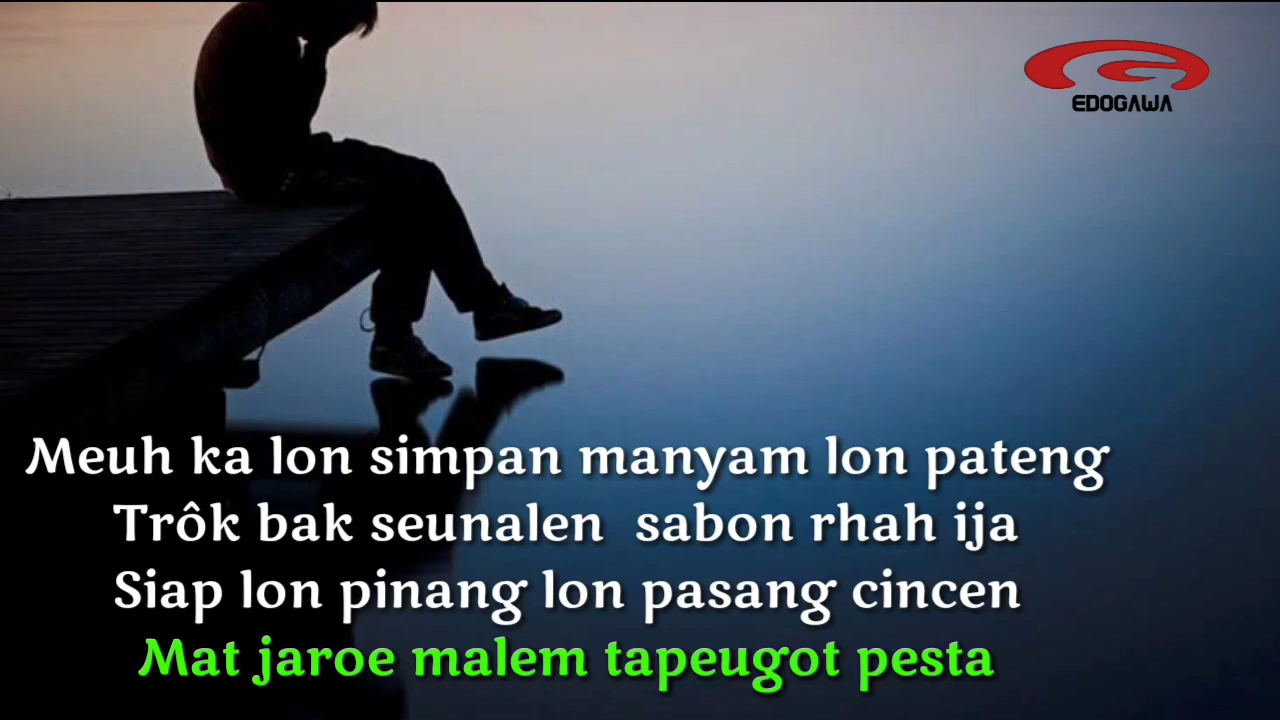 EDOGAWA
Meuh ka lon simpan manyam lon pateng
Trôk bak seunalen sabon rhah ija
Siap lon pinang lon pasang cincen
Mat jaroe malem tapeugot pesta